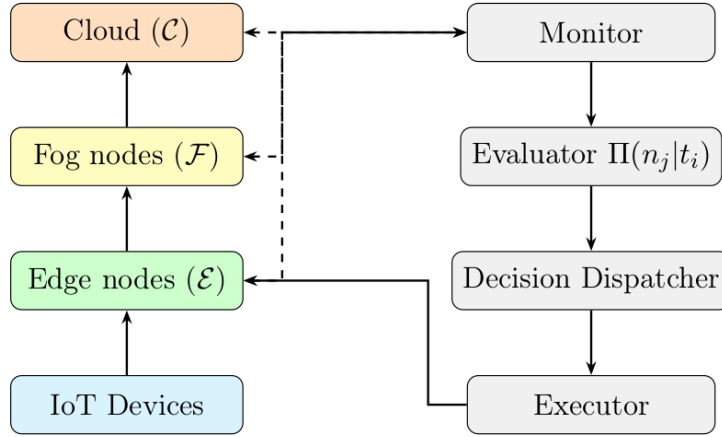 Cloud (𝒞)
Monitor
Fog nodes (ℱ)
Evaluator Π(n_j|t_i)
Edge nodes (ℰ)
Decision Dispatcher
IoT Devices
Executor